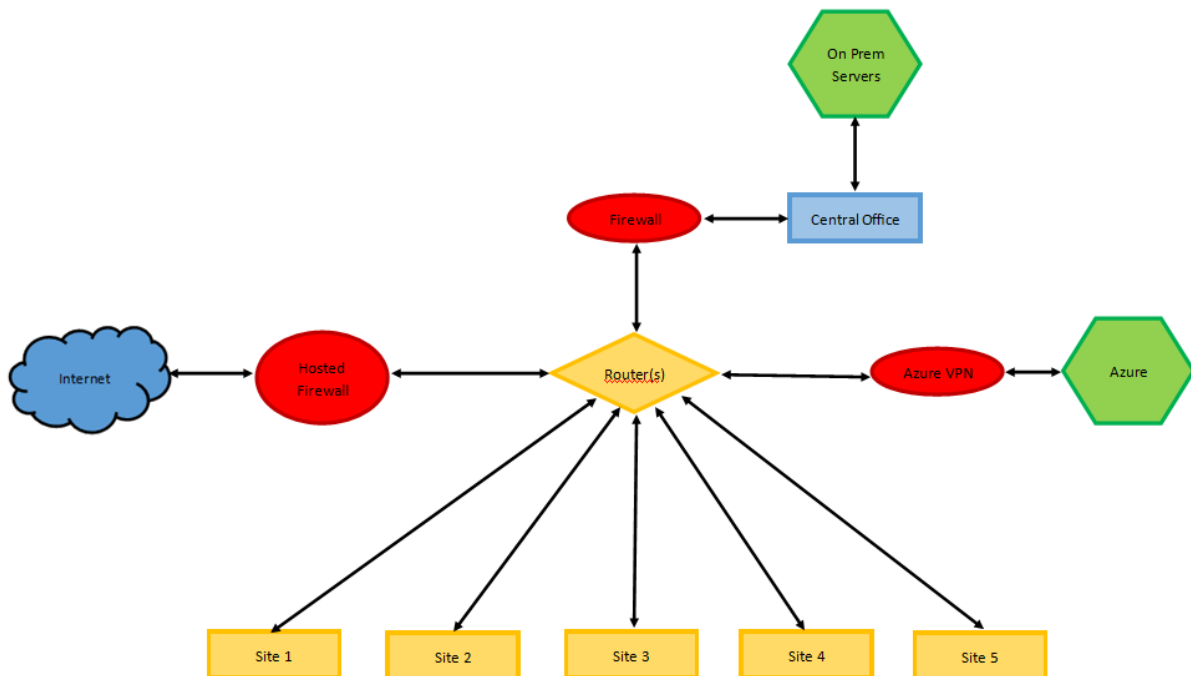 On Prem
Servers
Firewall
Central Office
Internet
Hosted
Firewall
Router(s)
Azure VPN
Azure
Site 1
Site 2
Site 3
Site 4
Site 5